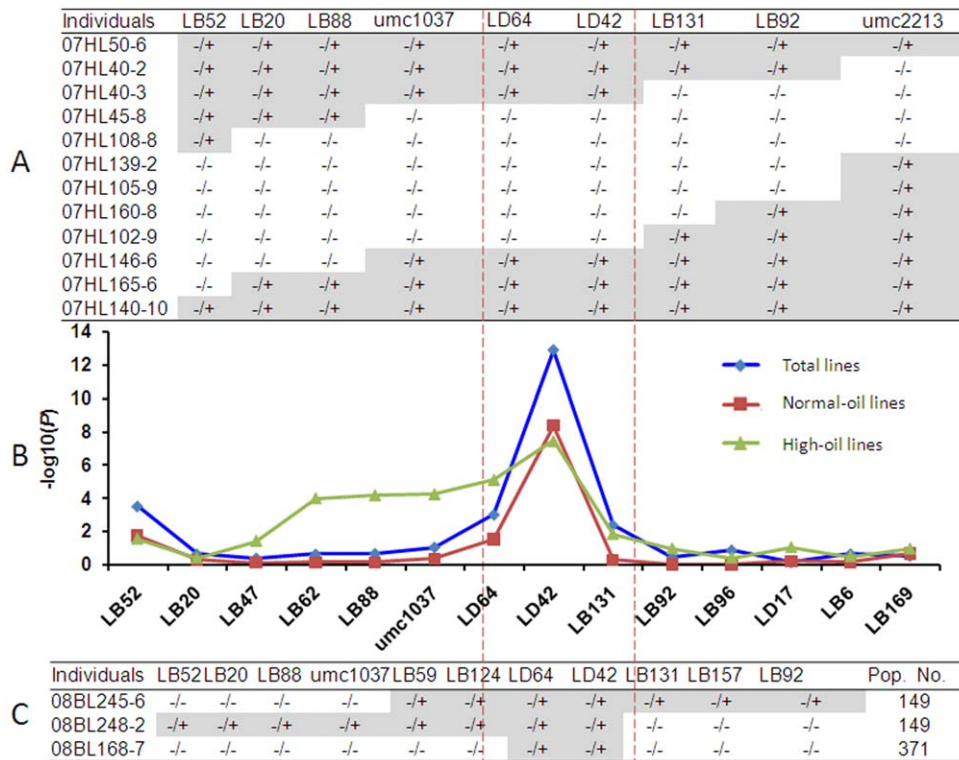 Individuals LB52 LB20 LB88 umc1037 LD64 LD42 LB131 LB92 umc2213
07HL50-6 -/+ -/+ -/+ -/+ -/+ -/+ -/+ -/+ -/+
07HL40-2 -/+ -/+ -/+ -/+ -/+ -/+ -/+ -/+ -/-
07HL40-3 -/+ -/+ -/+ -/+ -/+ -/+ -/- -/- -/-
07HL45-8 -/+ -/+ -/+ -/- -/- -/- -/- -/- -/-
07HL108-8 -/+ -/- -/- -/- -/- -/- -/- -/- -/-
A
07HL139-2 -/- -/- -/- -/- -/- -/- -/- -/- -/+
07HL105-9 -/- -/- -/- -/- -/- -/- -/- -/- -/+
07HL160-8 -/- -/- -/- -/- -/- -/- -/- -/+ -/+
07HL102-9 -/- -/- -/- -/- -/- -/- -/+ -/+ -/+
07HL146-6 -/- -/- -/- -/+ -/+ -/+ -/+ -/+ -/+
07HL165-6 -/- -/+ -/+ -/+ -/+ -/+ -/+ -/+ -/+
07HL140-10 -/+ -/+ -/+ -/+ -/+ -/+ -/+ -/+ -/+
B
-log10(P)
14
12
10
8
6
4
2
0
Total lines
Normal-oil lines
High-oil lines
LB52 LB20 LB47 LB62 LB88 umc1037 LD64 LD42 LB131 LB92 LB96 LD17 LB6 LB169
C
Individuals LB52 LB20 LB88 umc1037 LB59 LB124 LD64 LD42 LB131 LB157 LB92 Pop. No.
08BL245-6 -/- -/- -/- -/- -/+ -/+ -/+ -/+ -/+ -/+ -/+ 149
08BL248-2 -/+ -/+ -/+ -/+ -/+ -/+ -/+ -/+ -/- -/- -/- 149
08BL168-7 -/- -/- -/- -/- -/- -/- -/+ -/+ -/- -/- -/- 371